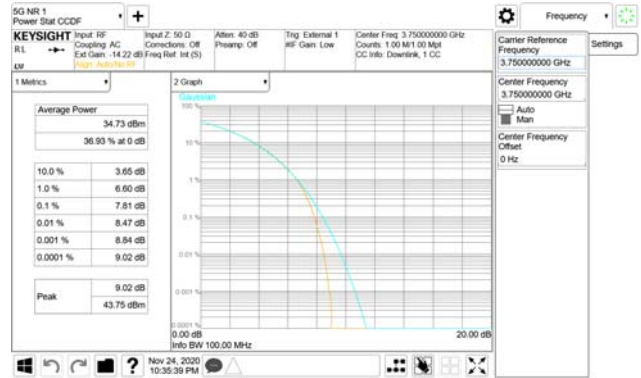 5G NR 1
Power Stat CCDF
Frequency
KEYSIGHT
RL
Input: RF
Coupling: AC
Ext Gain: -14.22 dB
Align: Auto/No RF
Input Z: 50 Ω
Corrections: Off
Freq Ref: Int (S)
Atten: 40 dB
Preamp: Off
Trig: External 1
#IF Gain: Low
Center Freq: 3.750000000 GHz
Counts: 1.00 M/1.00 Mpt
CC Info: Downlink, 1 CC
Carrier Reference
Frequency
3.750000000 GHz
Settings
Center Frequency
3.750000000 GHz
Auto
Man
Center Frequency
Offset
0 Hz
1 Metrics
Average Power
34.73 dBm
36.93 % at 0 dB
10.0 % 3.65 dB
1.0 % 6.60 dB
0.1 % 7.81 dB
0.01 % 8.47 dB
0.001 % 8.84 dB
0.0001 % 9.02 dB
Peak
9.02 dB
43.75 dBm
2 Graph
Gaussian
100 %
10 %
1 %
0.1 %
0.01 %
0.001 %
0.0001 %
0.00 dB
20.00 dB
Info BW 100.00 MHz
Nov 24, 2020
10:35:39 PM